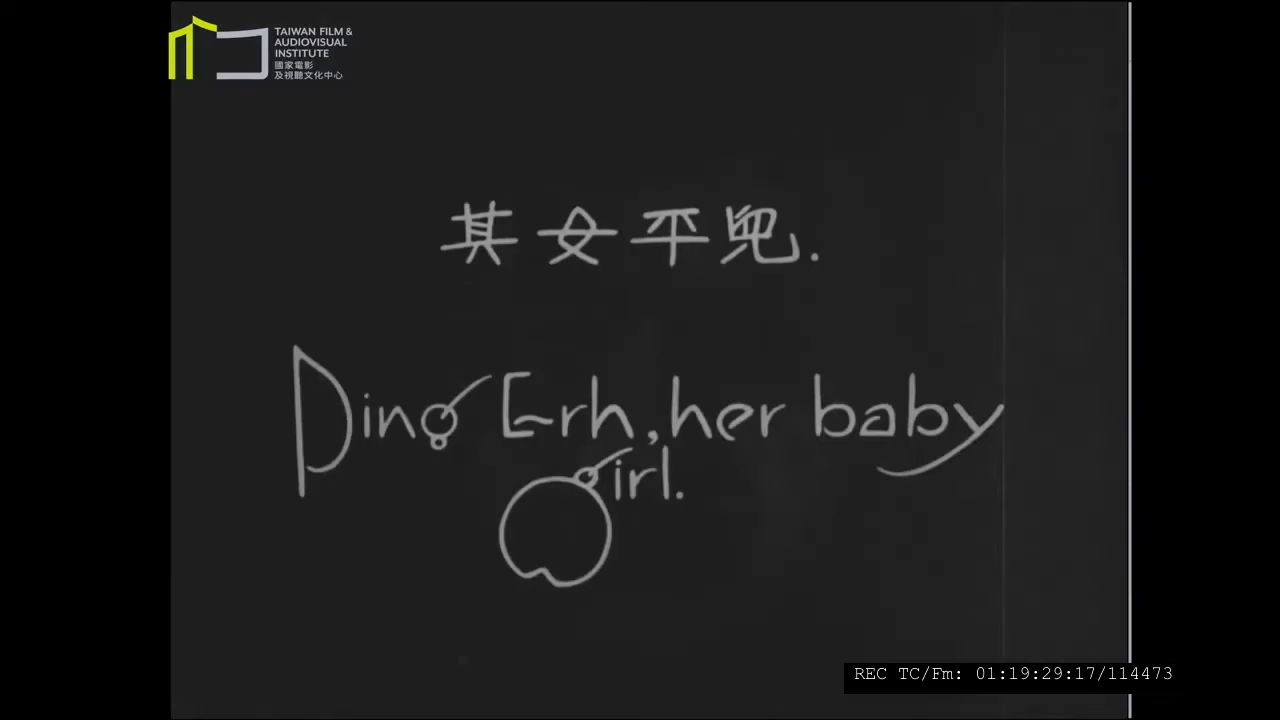 TAIWAN FILM &
AUDIOVISUAL
INSTITUTE
國家電影
及視聽文化中心
其女平兒.
Ping Erh, her baby
girl.
REC TC/Fm: 01:19:29:17/114473